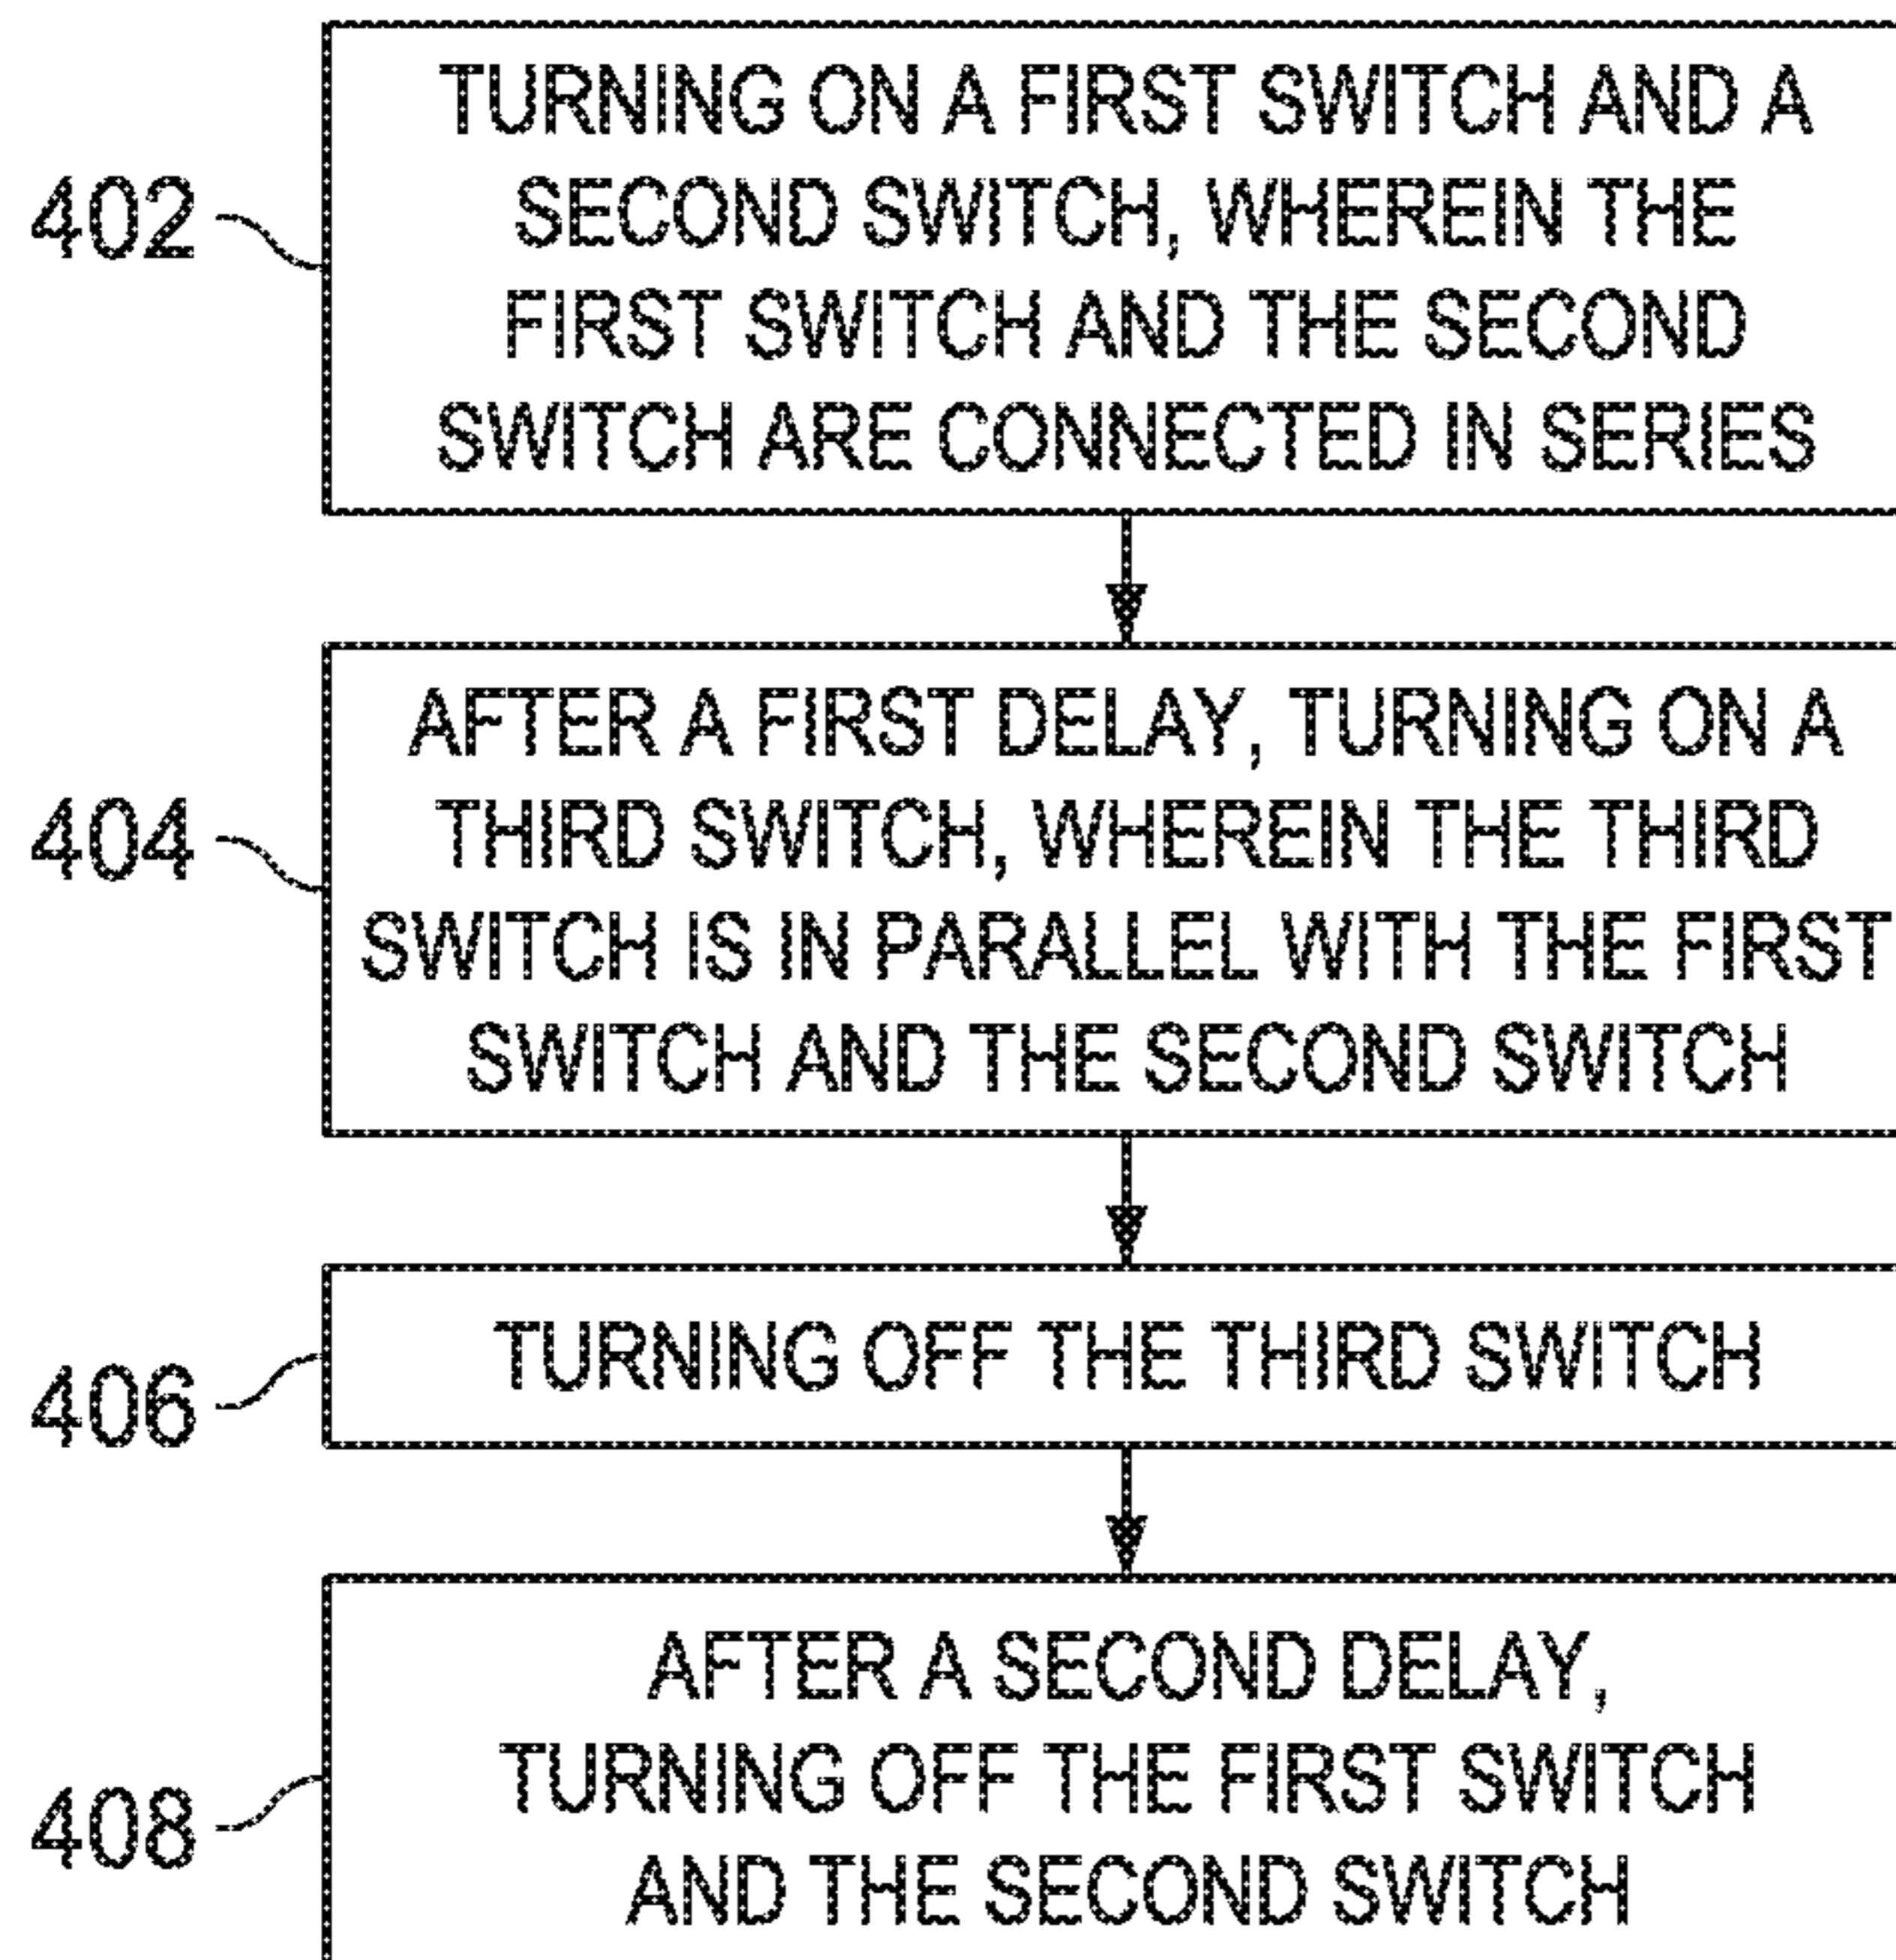 402
TURNING ON A FIRST SWITCH AND A
SECOND SWITCH, WHEREIN THE
FIRST SWITCH AND THE SECOND
SWITCH ARE CONNECTED IN SERIES
404
AFTER A FIRST DELAY, TURNING ON A
THIRD SWITCH, WHEREIN THE THIRD
SWITCH IS IN PARALLEL WITH THE FIRST
SWITCH AND THE SECOND SWITCH
406
TURNING OFF THE THIRD SWITCH
408
AFTER A SECOND DELAY,
TURNING OFF THE FIRST SWITCH
AND THE SECOND SWITCH